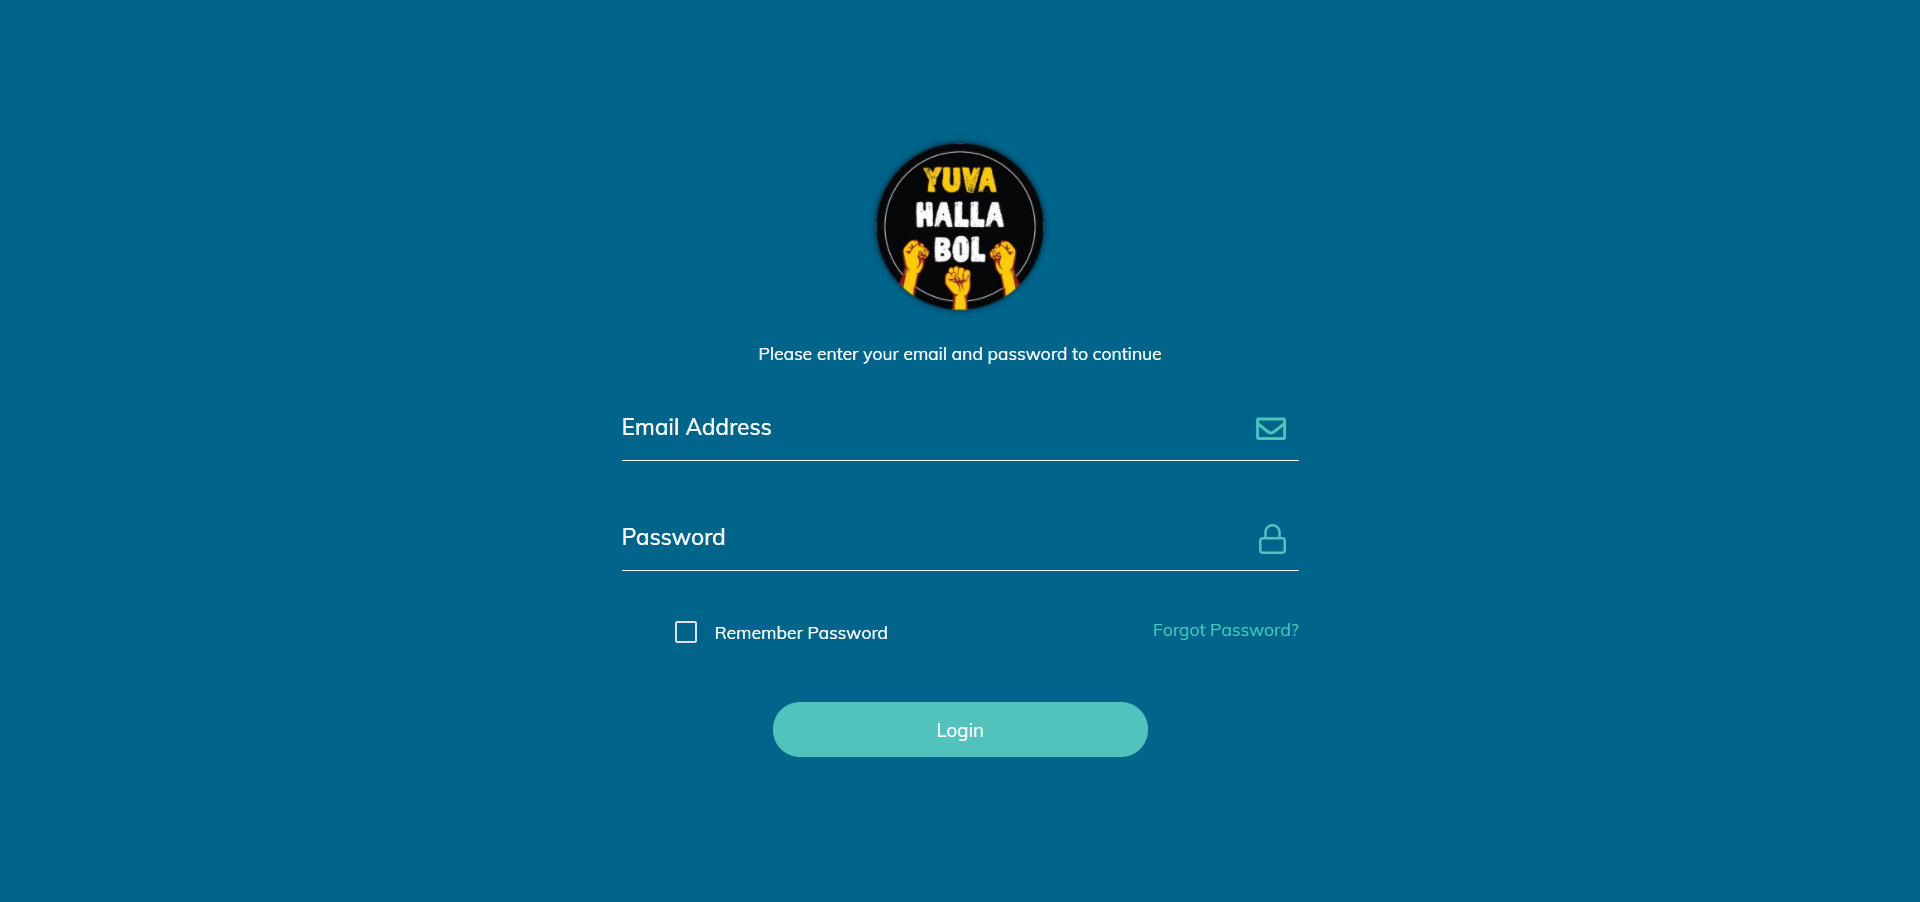 YUVA
HALLA
BOL
Please enter your email and password to continue
Email Address
Password
Remember Password
Forgot Password?
Login